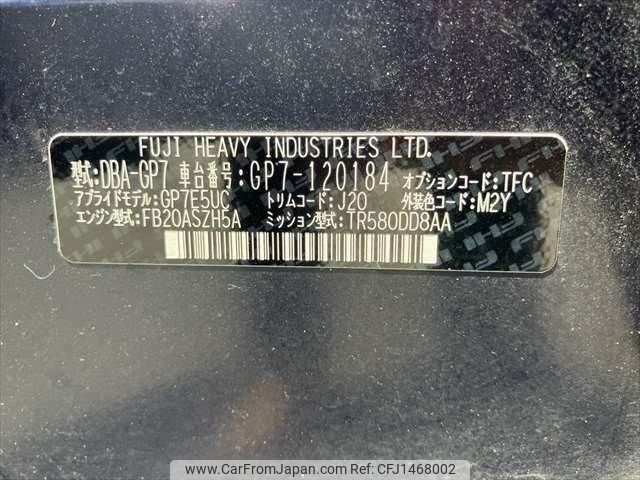 FUJI HEAVY INDUSTRIES LTD.
型式:DBA-GP7 車台番号:GP7-120184 オプションコード:TFC
アプライドモデル:GP7E5UC トリムコード:J20 外装色コード:M2Y
エンジン型式:FB20ASZH5A ミッション型式:TR580DD8AA
www.CarFromJapan.com - Stock ID: CFJ1468002